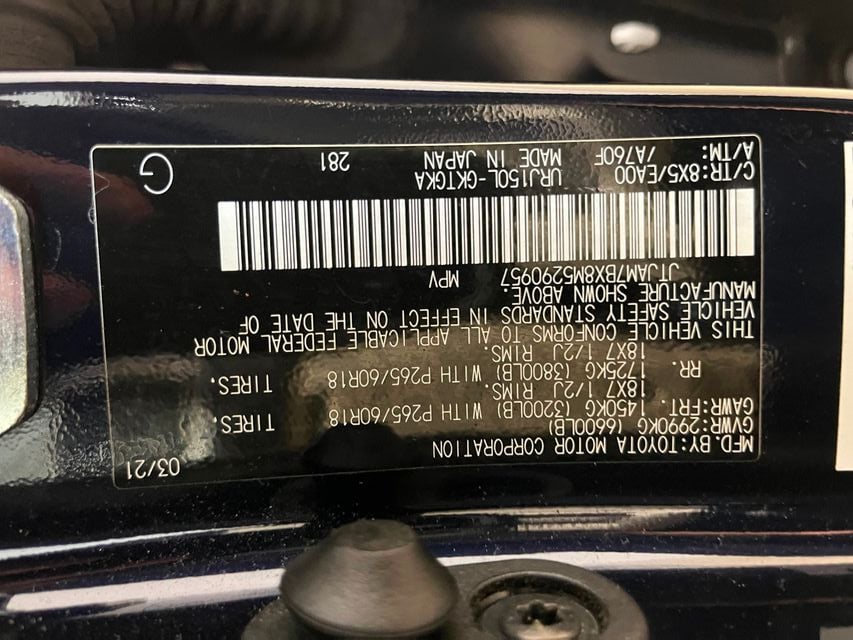 MFD.BY:TOYOTA MOTOR CORPORATION 03/21
GVWR:2990KG (6600LB)
GAWR:FRT. 1450KG (3200LB) WITH P265/60R18 TIRES.
18X7 1/2J RIMS.
RR. 1725KG (3800LB) WITH P265/60R18 TIRES.
18X7 1/2J RIMS.
THIS VEHICLE CONFORMS TO ALL APPLICABLE FEDERAL MOTOR
VEHICLE SAFETY STANDARDS IN EFFECT ON THE DATE OF
MANUFACTURE SHOWN ABOVE.
JTJAM7BX8M5290957 MPV
C/TR:8X5/EA00 URJ150L-GKTGKA
A/TM: /A760F MADE IN JAPAN 281 G